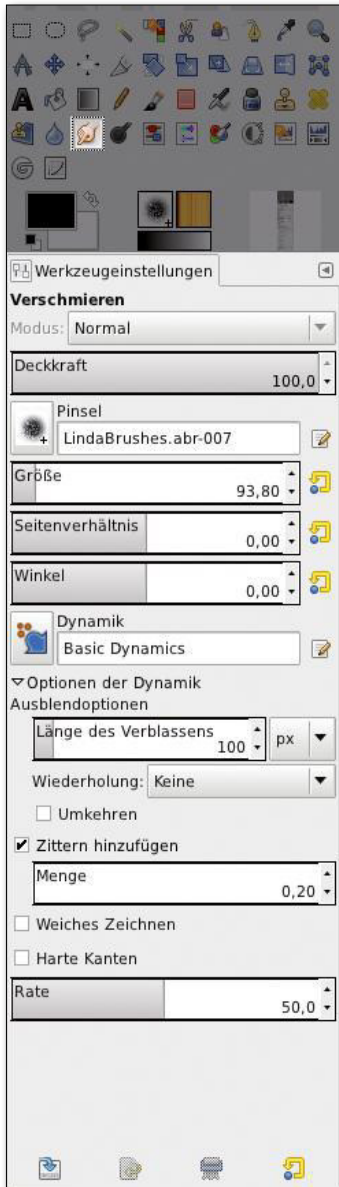 Werkzeugeinstellungen
Verschmieren
Modus: Normal
Deckkraft
100,0
Pinsel
LindaBrushes.abr-007
Größe
93,80
Seitenverhältnis
0,00
Winkel
0,00
Dynamik
Basic Dynamics
Optionen der Dynamik
Ausblendoptionen
Länge des Verblassens
100 px
Wiederholung: Keine
Umkehren
Zittern hinzufügen
Menge
0,20
Weiches Zeichnen
Harte Kanten
Rate
50,0